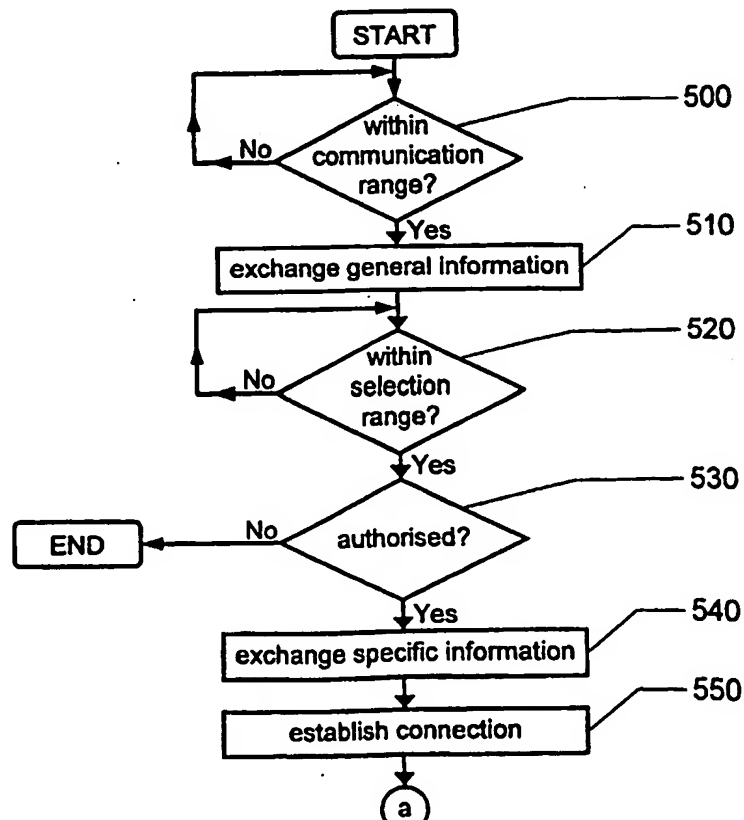 START
500
within
communication
range?
No
Yes
510
exchange general information
520
within
selection
range?
No
Yes
530
authorised?
No
END
Yes
540
exchange specific information
550
establish connection
a